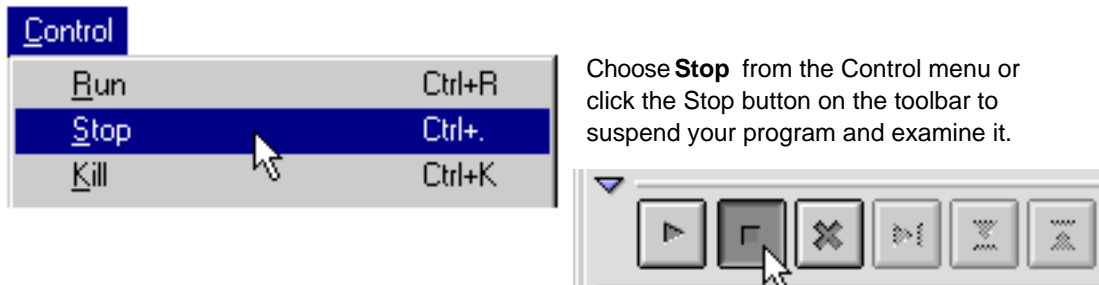 Control
Run Ctrl+R
Stop Ctrl+.
Kill Ctrl+K
Choose Stop from the Control menu or
click the Stop button on the toolbar to
suspend your program and examine it.